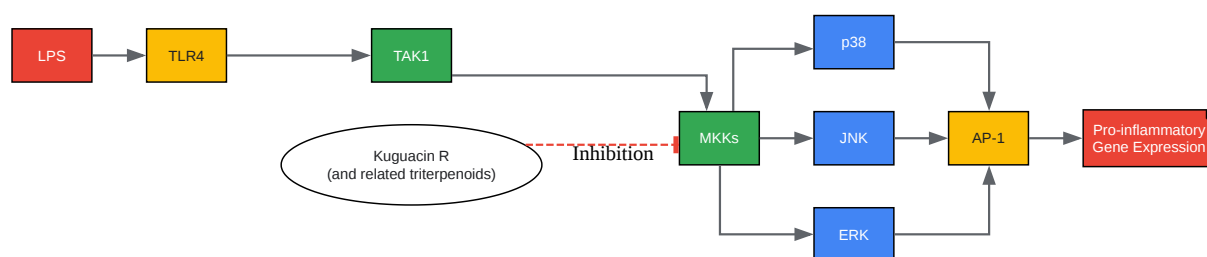 LPS
TLR4
TAK1
p38
MKKs
JNK
AP-1
Pro-inflammatory
Gene Expression
Kuguacin R
(and related triterpenoids)
Inhibition
ERK